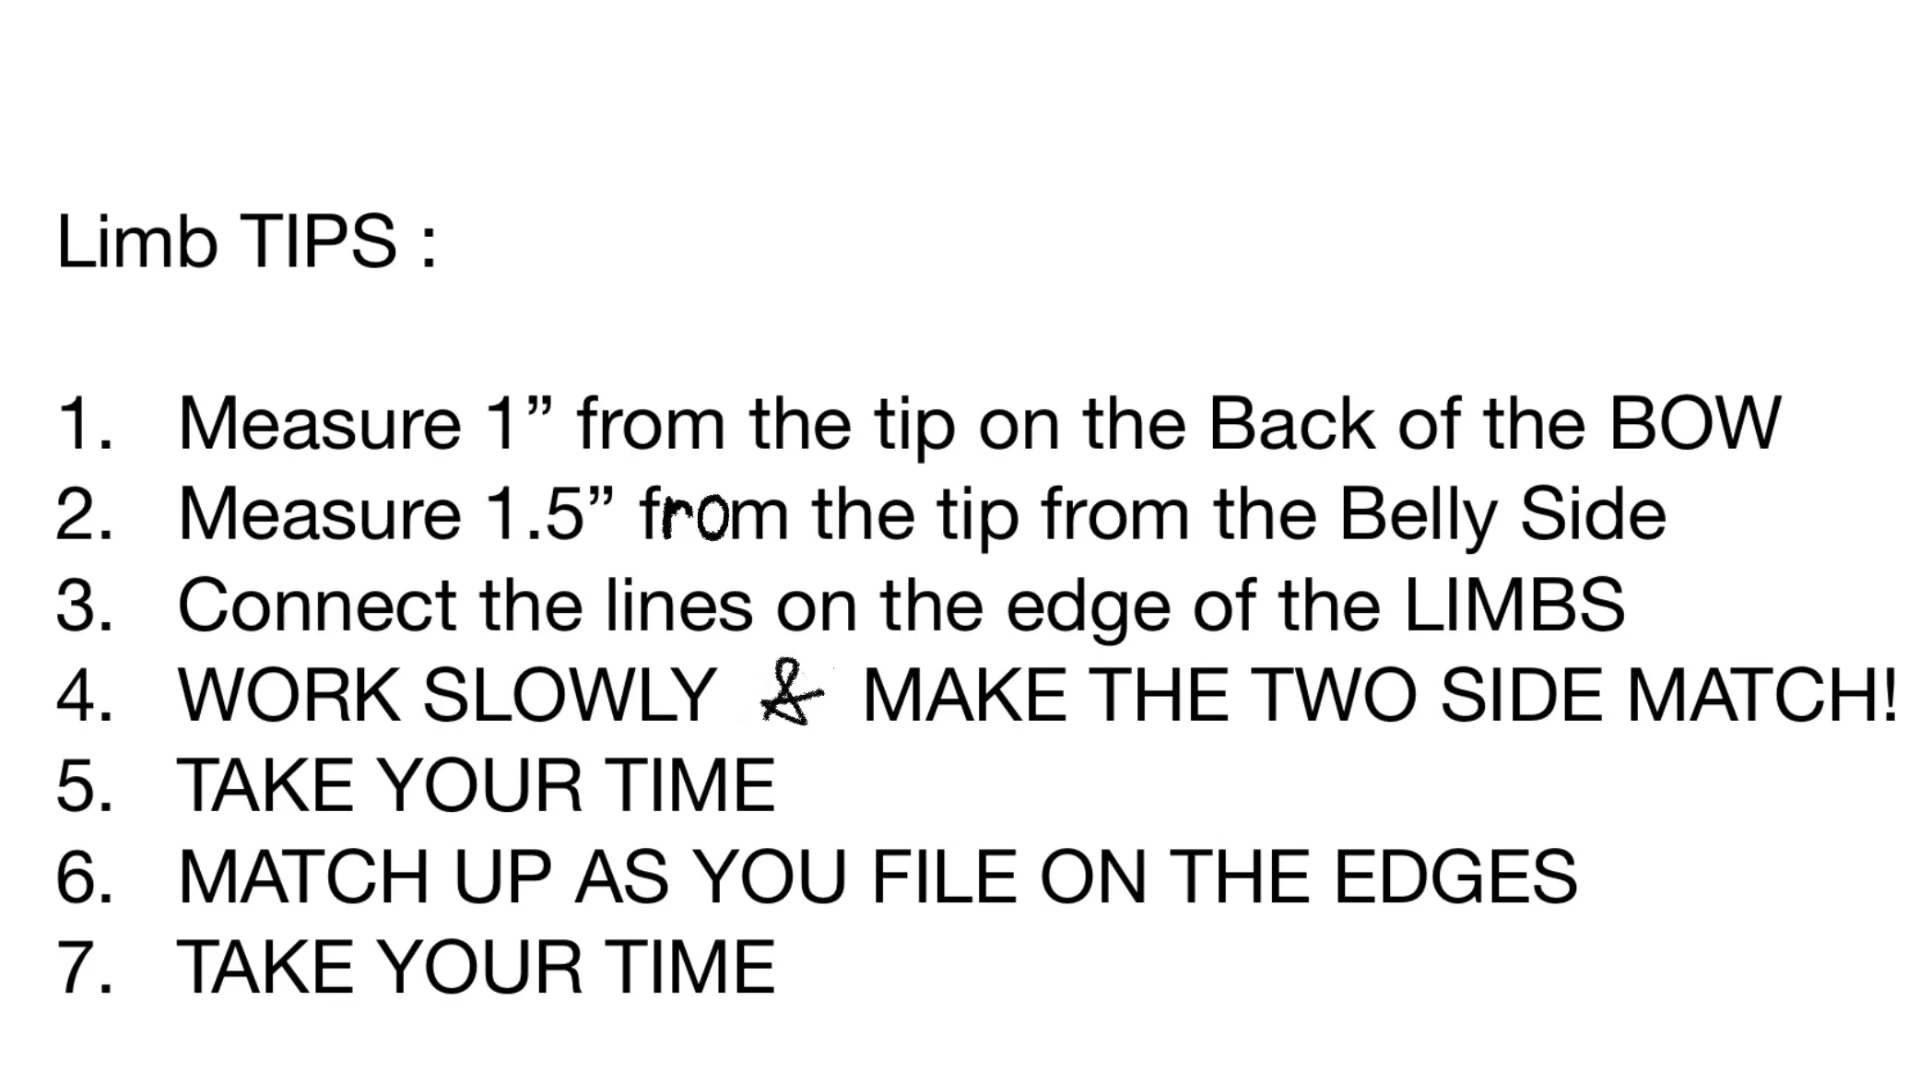 Limb TIPS :
1. Measure 1” from the tip on the Back of the BOW
2. Measure 1.5” from the tip from the Belly Side
3. Connect the lines on the edge of the LIMBS
4. WORK SLOWLY & MAKE THE TWO SIDE MATCH!
5. TAKE YOUR TIME
6. MATCH UP AS YOU FILE ON THE EDGES
7. TAKE YOUR TIME